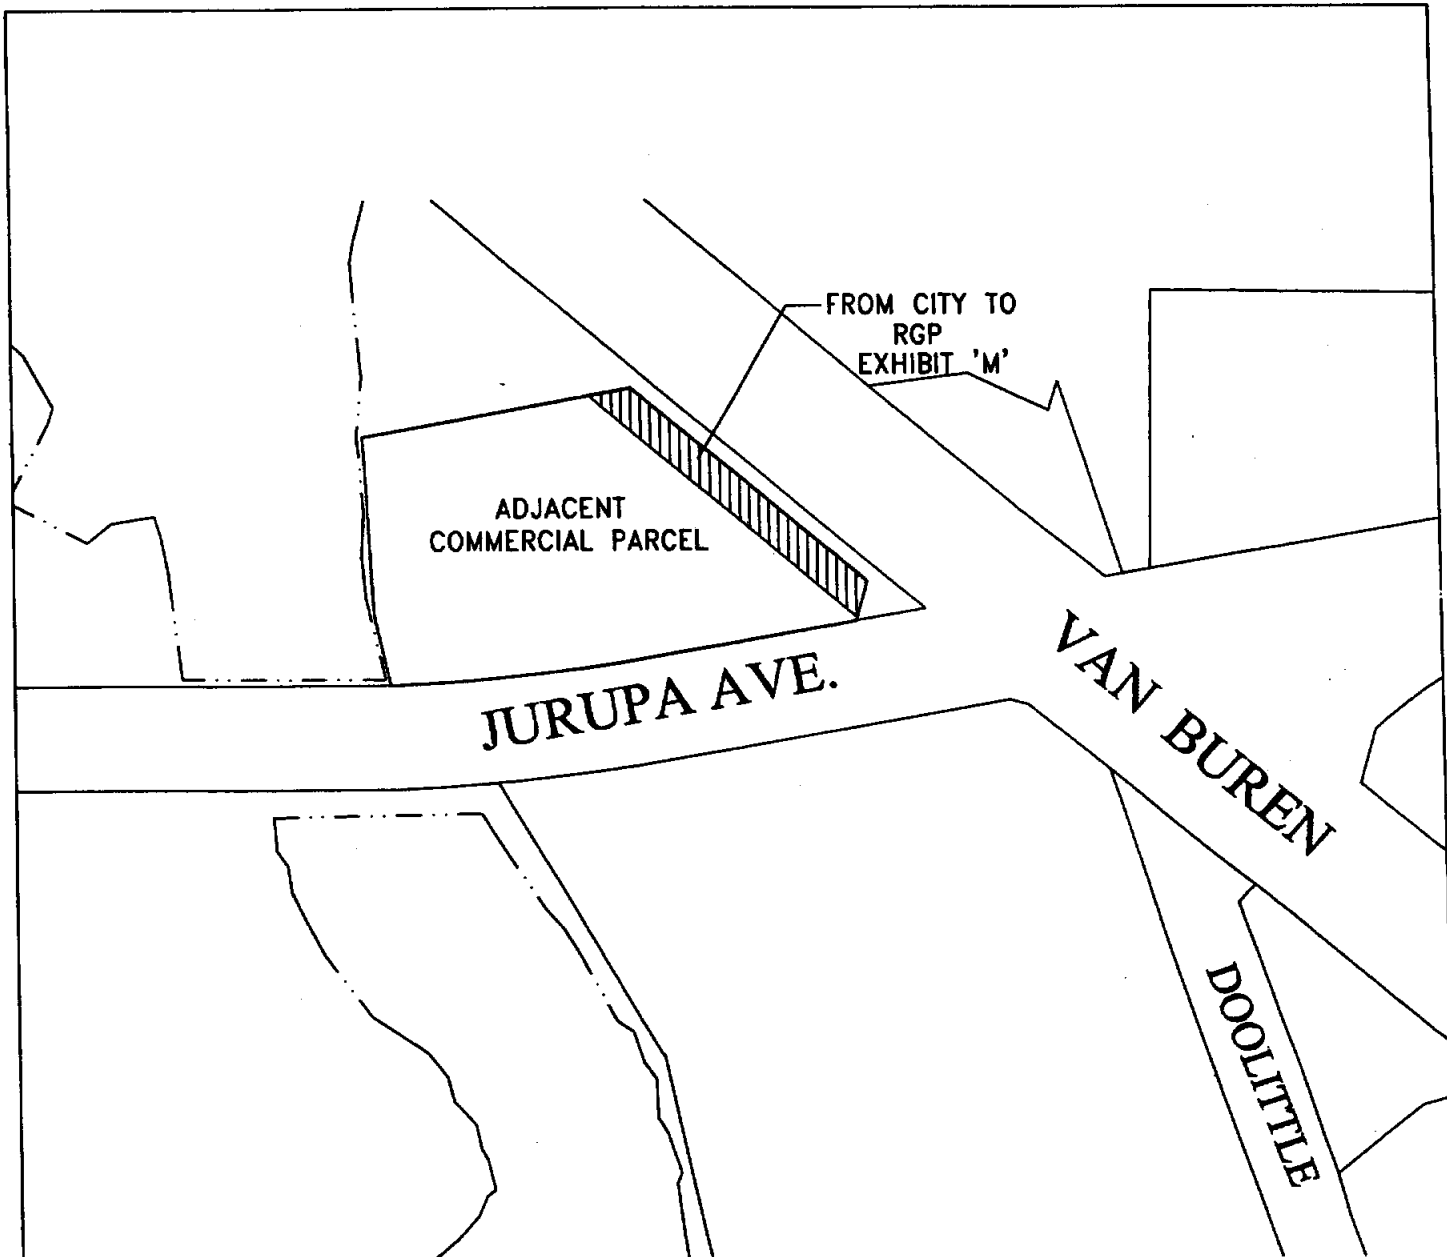 FROM CITY TO
RGP
EXHIBIT 'M'
ADJACENT
COMMERCIAL PARCEL
JURUPA AVE.
VAN BUREN
DOOLITTLE